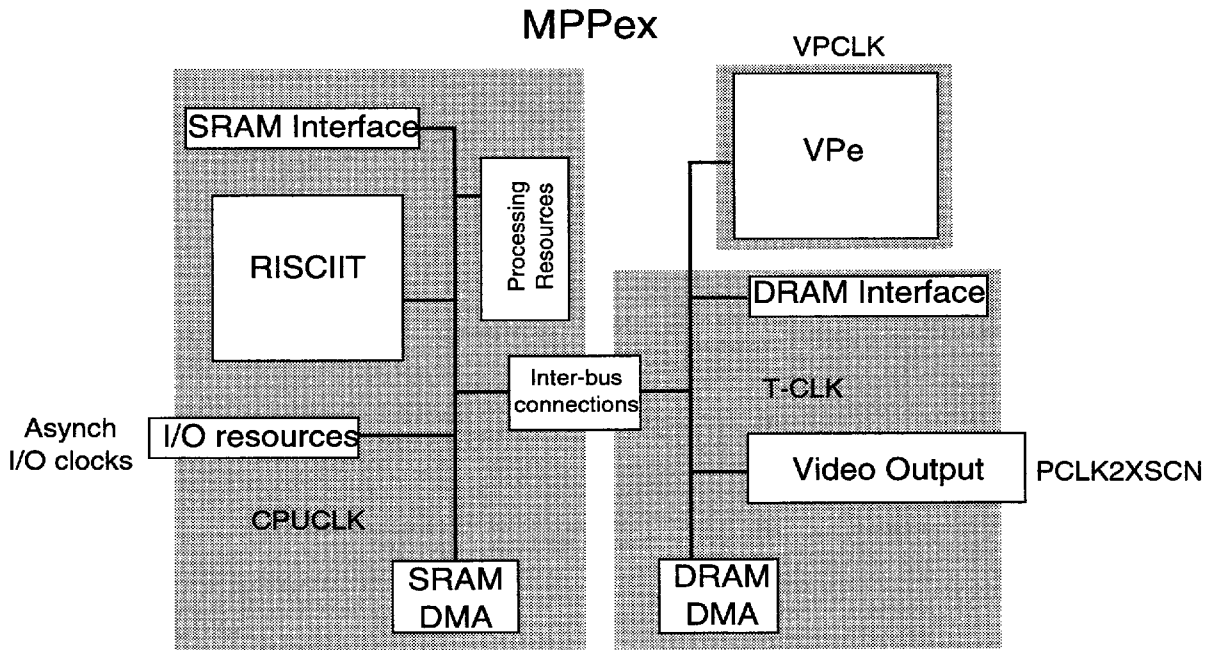 MPPex
VPCLK
SRAM Interface
Processing
Resources
VPe
RISCIIT
DRAM Interface
Inter-bus
connections
T-CLK
Asynch
I/O clocks
I/O resources
Video Output
PCLK2XSCN
CPUCLK
SRAM
DMA
DRAM
DMA